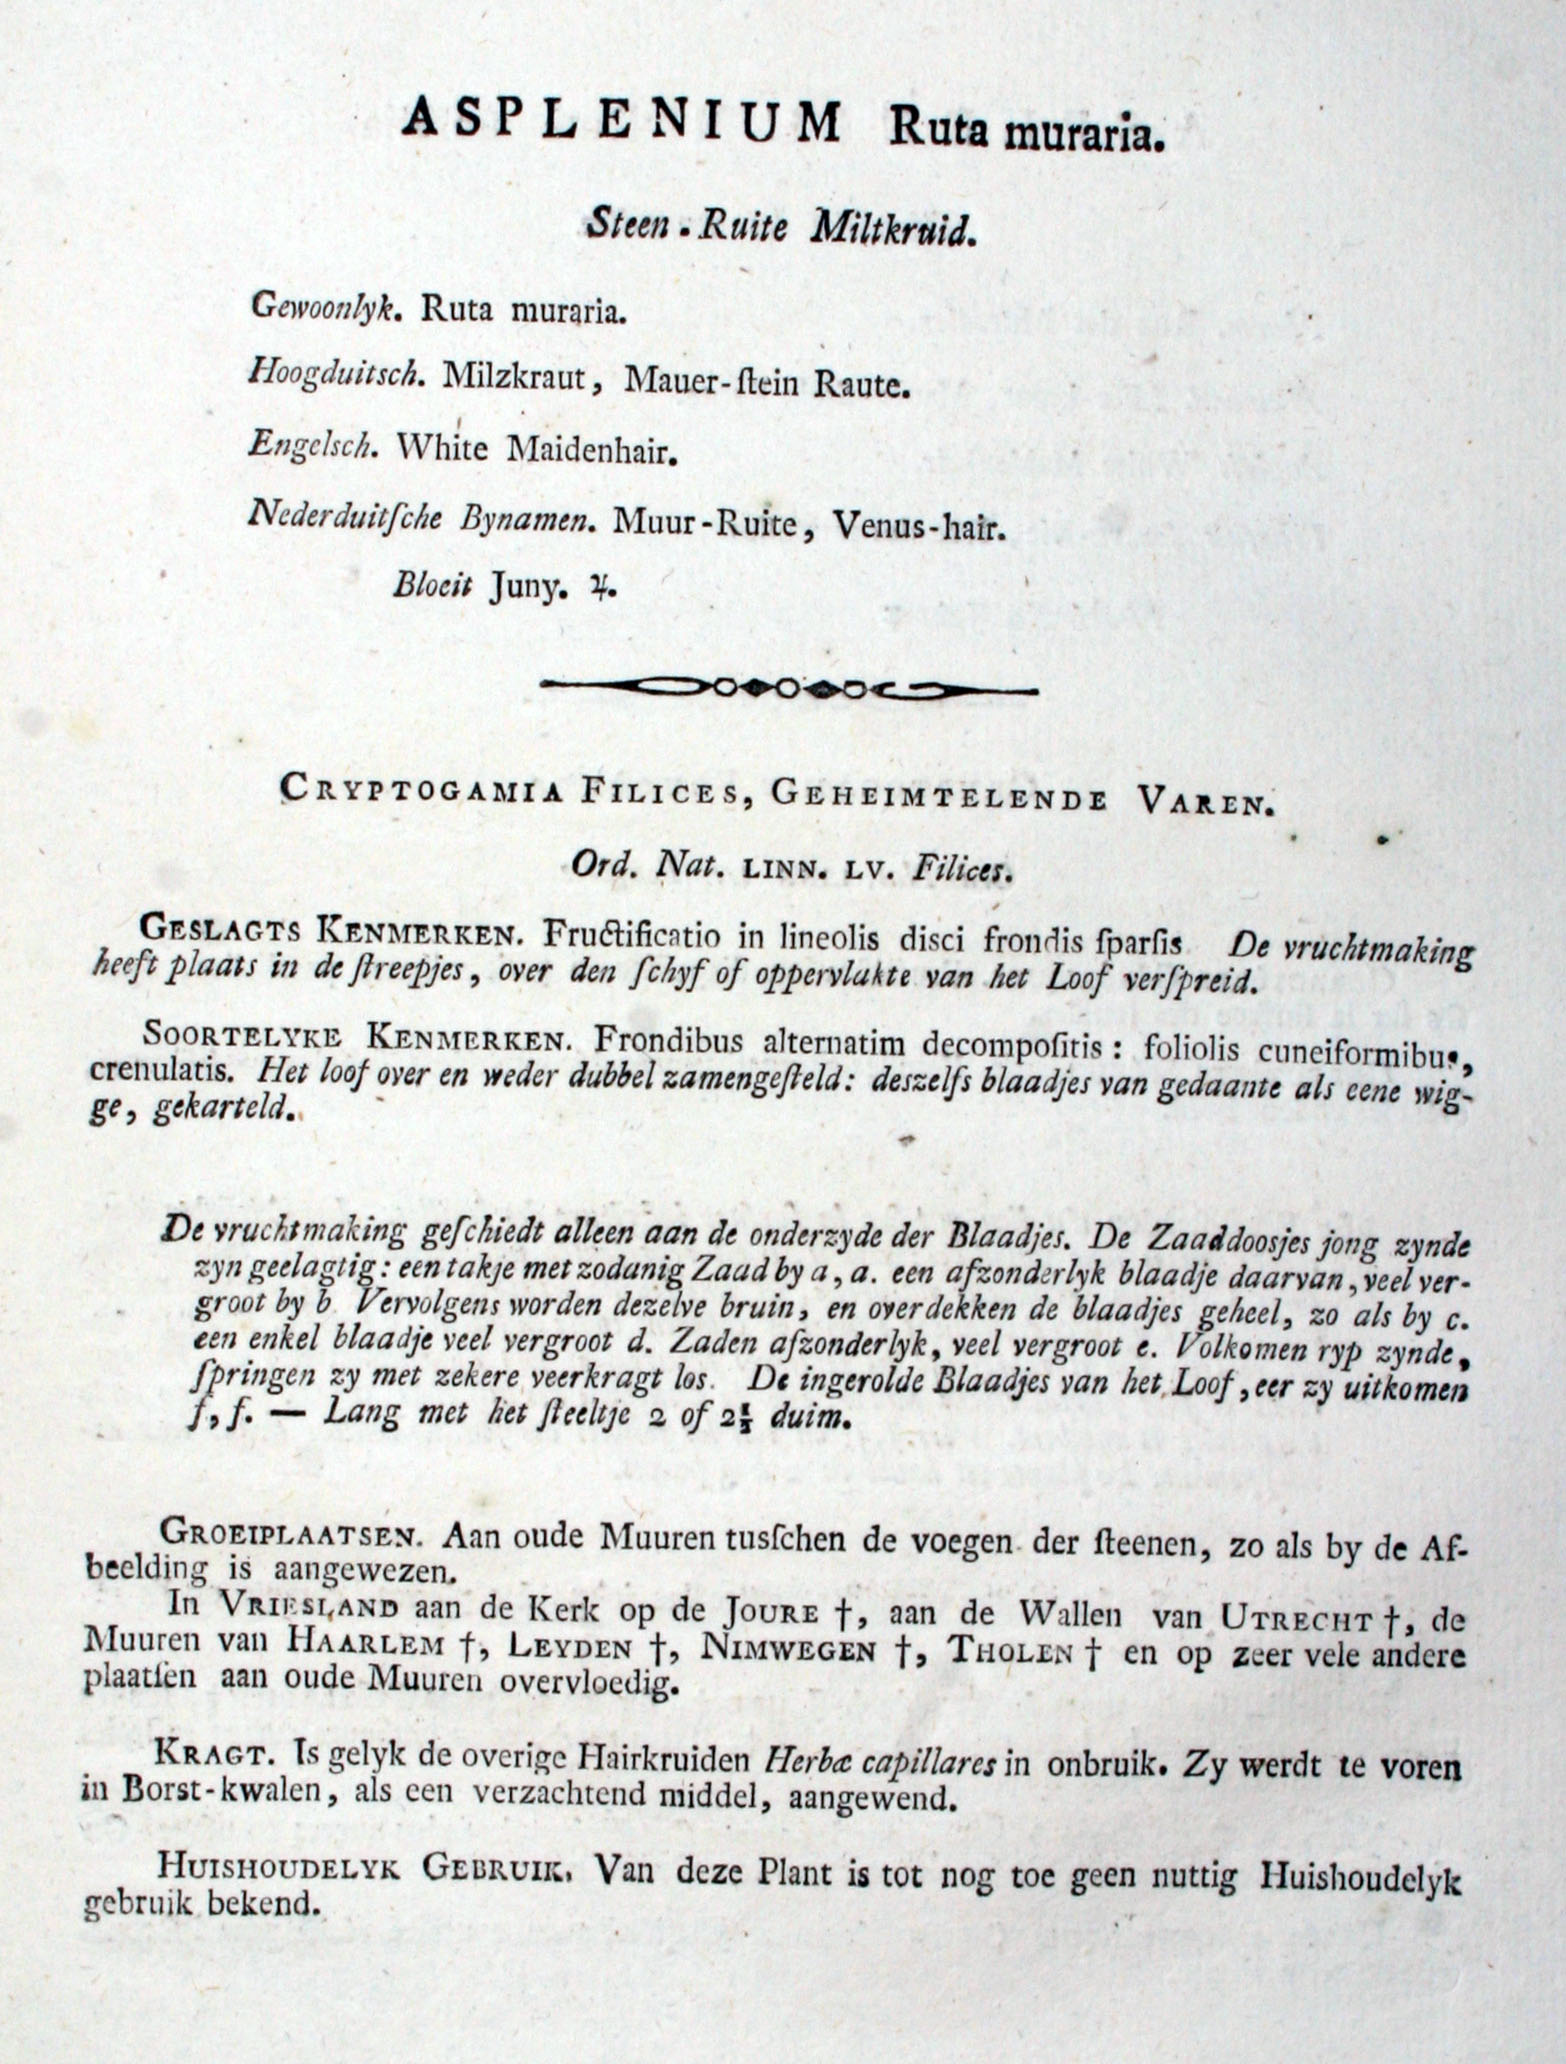 ASPLENIUM Ruta muraria.
Steen-Ruite Miltkruid.
Gewoonlyk. Ruta muraria.
Hoogduitsch. Milzkraut, Mauer-ſtein Raute.
Engelsch. White Maidenhair.
Nederduitſche Bynamen. Muur-Ruite, Venus-hair.
Bloeit Juny. ♃.
CRYPTOGAMIA FILICES, GEHEIMTELENDE VAREN.
Ord. Nat. LINN. LV. Filices.
GESLAGTS KENMERKEN. Fructificatio in lineolis disci frondis ſparſis De vruchtmaking
heeft plaats in de ſtreepjes, over den ſchyf of oppervlukte van het Loof verſpreid.
SOORTELYKE KENMERKEN. Frondibus alternatim decompoſitis: foliolis cuneiformibus,
crenulatis. Het loof over en weder dubbel zamengeſteld: deszelfs blaadjes van gedaante als eene wig-
ge, gekarteld.
De vruchtmaking geſchiedt alleen aan de onderzyde der Blaadjes. De Zaaddoosjes jong zynde
zyn geelagtig: een takje met zodanig Zaad by a, a. een afzonderlyk blaadje daarvan, veel ver-
groot by b Vervolgens worden dezelve bruin, en overdekken de blaadjes geheel, zo als by c.
een enkel blaadje veel vergroot d. Zaden afzonderlyk, veel vergroot e. Volkomen ryp zynde,
ſpringen zy met zekere veerkragt los. De ingerolde Blaadjes van het Loof, eer zy uitkomen
f, f. — Lang met het ſteeltje 2 of 2½ duim.
GROEIPLAATSEN. Aan oude Muuren tusſchen de voegen der ſteenen, zo als by de Af-
beelding is aangewezen.
In VRIESLAND aan de Kerk op de JOURE †, aan de Wallen van UTRECHT †, de
Muuren van HAARLEM †, LEYDEN †, NIMWEGEN †, THOLEN † en op zeer vele andere
plaatſen aan oude Muuren overvloedig.
KRAGT. Is gelyk de overige Hairkruiden Herbæ capillares in onbruik. Zy werdt te voren
in Borst-kwalen, als een verzachtend middel, aangewend.
HUISHOUDELYK GEBRUIK. Van deze Plant is tot nog toe geen nuttig Huishoudelyk
gebruik bekend.